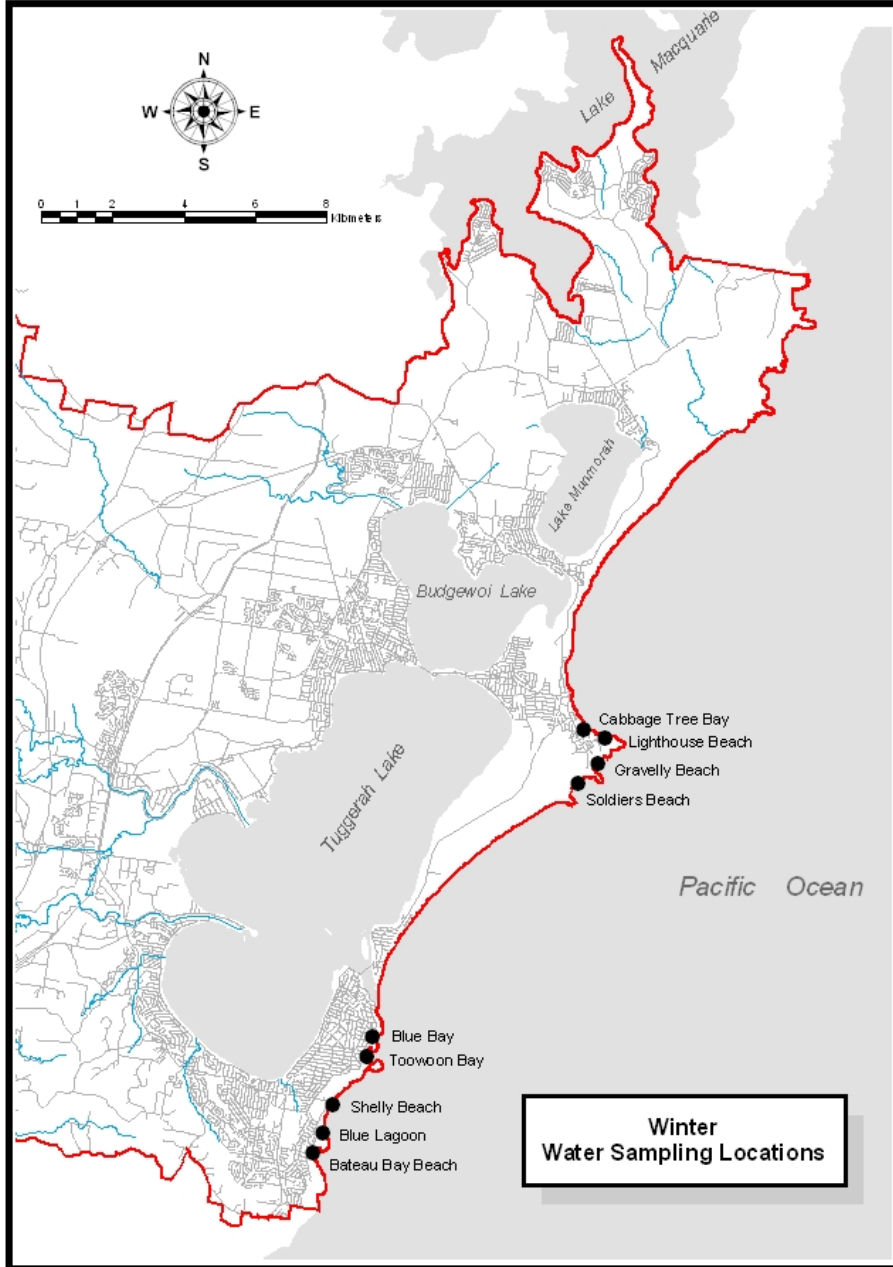 N
W E
S
0 2 4 6 8
Kilometers
Lake Macquarie
Lake Munmorah
Budgewoi Lake
Tuggerah Lake
Cabbage Tree Bay
Lighthouse Beach
Gravelly Beach
Soldiers Beach
Pacific Ocean
Blue Bay
Toowoon Bay
Shelly Beach
Blue Lagoon
Bateau Bay Beach
Winter
Water Sampling Locations